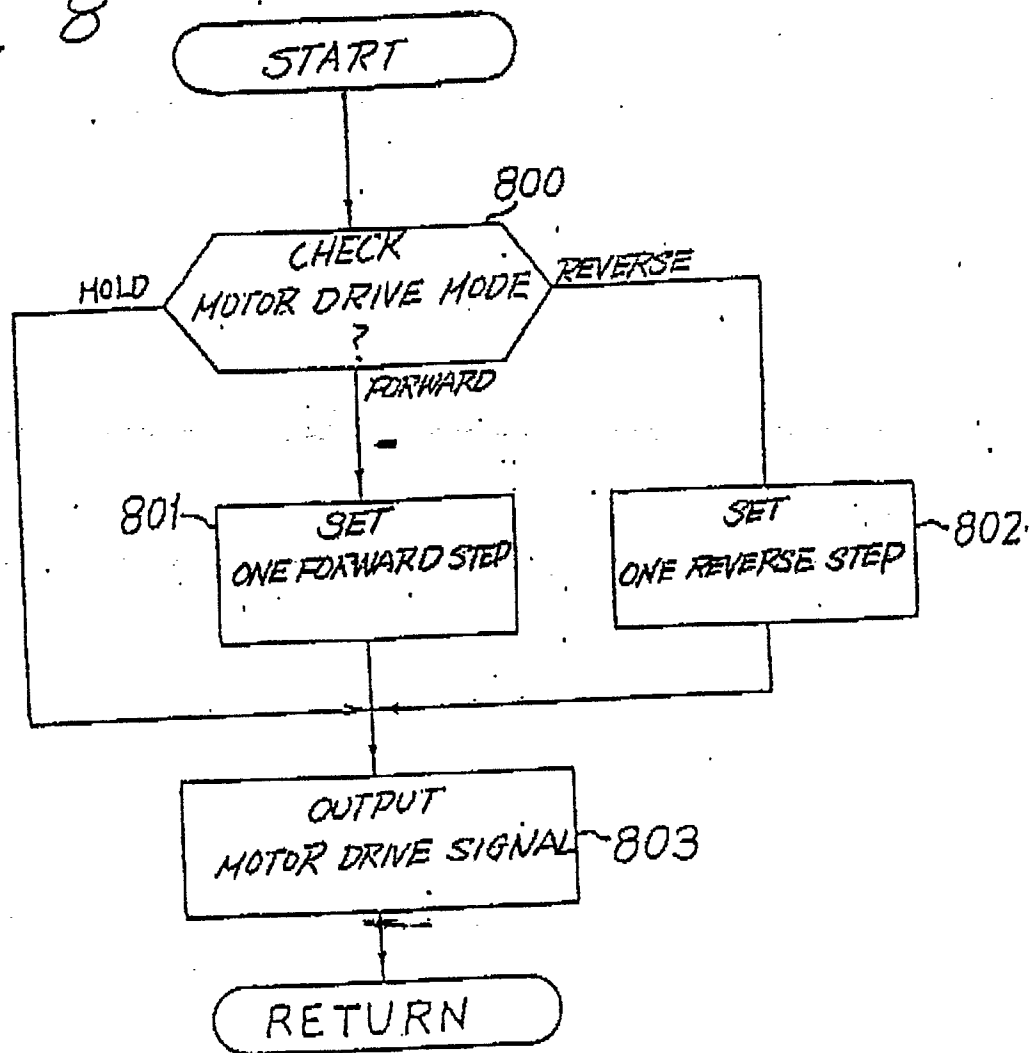 8
START
800
CHECK
MOTOR DRIVE MODE
?
HOLD
REVERSE
FORWARD
801
SET
ONE FORWARD STEP
SET
ONE REVERSE STEP
802
OUTPUT
MOTOR DRIVE SIGNAL
803
RETURN